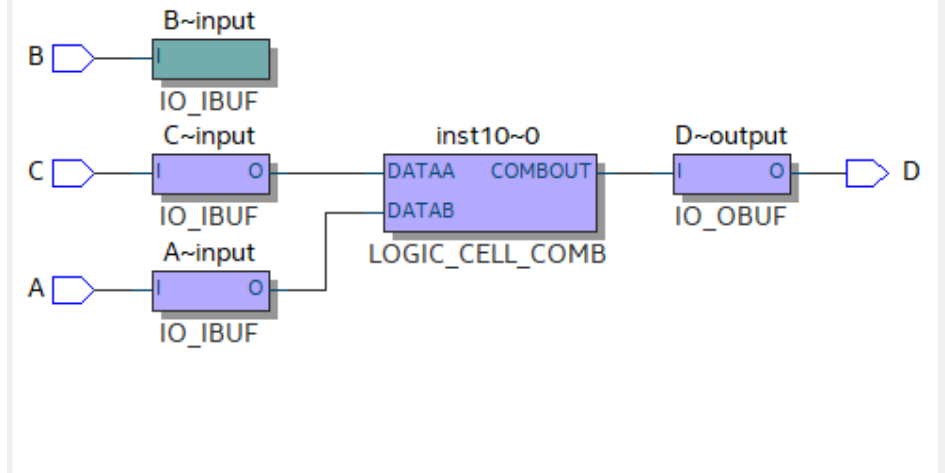 B~input
B I
IO_IBUF
C~input inst10~0 D~output
C I O DATAA COMBOUT I O D
DATAB
IO_IBUF IO_OBUF
A~input LOGIC_CELL_COMB
A I O
IO_IBUF